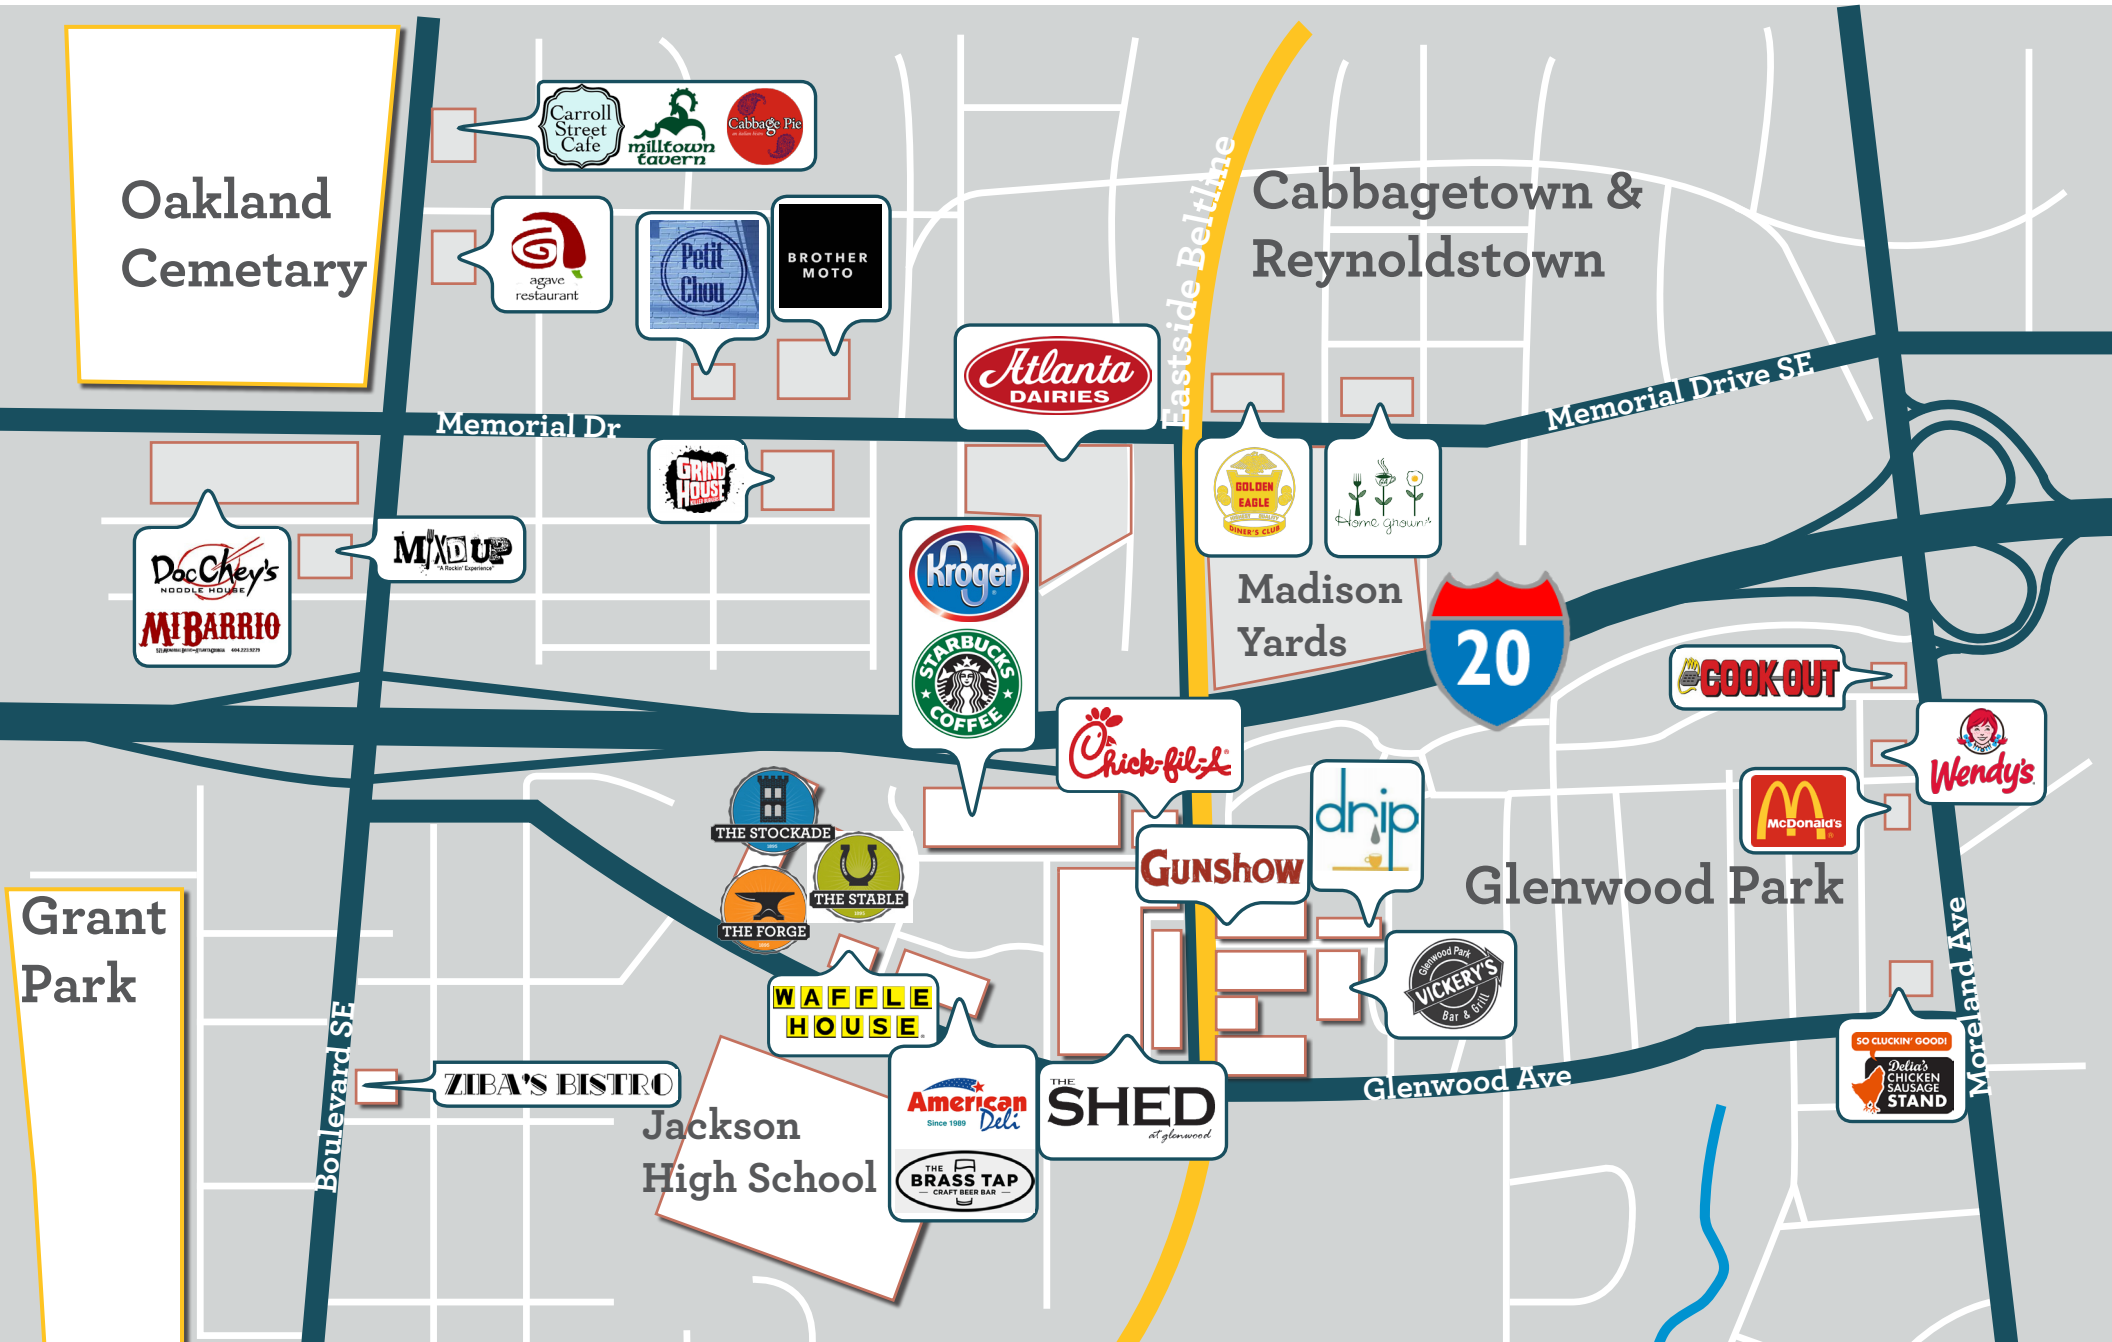 Oakland
Cemetary
Carroll
Street
Cafe
milltown
tavern
Cabbage Pie
agave
restaurant
Petit
Chou
BROTHER
MOTO
Cabbagetown &
Reynoldstown
Eastside Beltline
Atlanta
DAIRIES
Memorial Dr
Memorial Drive SE
GRIND
HOUSE
GOLDEN
EAGLE
DINER'S CLUB
Home grown
DocChey's
NOODLE HOUSE
MI BARRIO
MIXD UP
"A Rockin' Experience"
Kroger
STARBUCKS
COFFEE
Madison
Yards
20
COOK OUT
Wendy's
McDonald's
Chick-fil-A
THE STOCKADE
THE STABLE
THE FORGE
GUNSHOW
drip
Glenwood Park
Grant
Park
Glenwood Park
VICKERY'S
Bar & Grill
WAFFLE
HOUSE
Boulevard SE
ZIBA'S BISTRO
Jackson
High School
American
Deli
Since 1989
THE
BRASS TAP
CRAFT BEER BAR
THE
SHED
at glenwood
Glenwood Ave
Moreland Ave
SO CLUCKIN' GOOD!
Delia's
CHICKEN
SAUSAGE
STAND